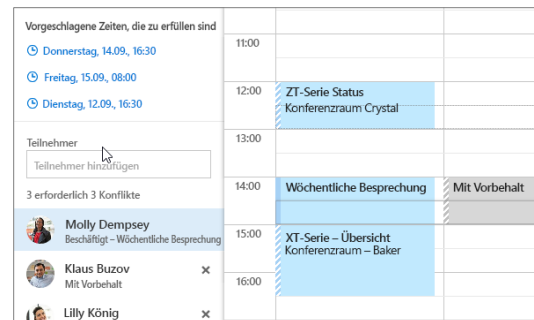 Vorgeschlagene Zeiten, die zu erfüllen sind
Donnerstag, 14.09., 16:30
Freitag, 15.09., 08:00
Dienstag, 12.09., 16:30
Teilnehmer
Teilnehmer hinzufügen
3 erforderlich 3 Konflikte
Molly Dempsey
Beschäftigt – Wöchentliche Besprechung
Klaus Buzov
Mit Vorbehalt
Lilly König
11:00
12:00
ZT-Serie Status
Konferenzraum Crystal
13:00
14:00
Wöchentliche Besprechung
Mit Vorbehalt
15:00
XT-Serie – Übersicht
Konferenzraum – Baker
16:00